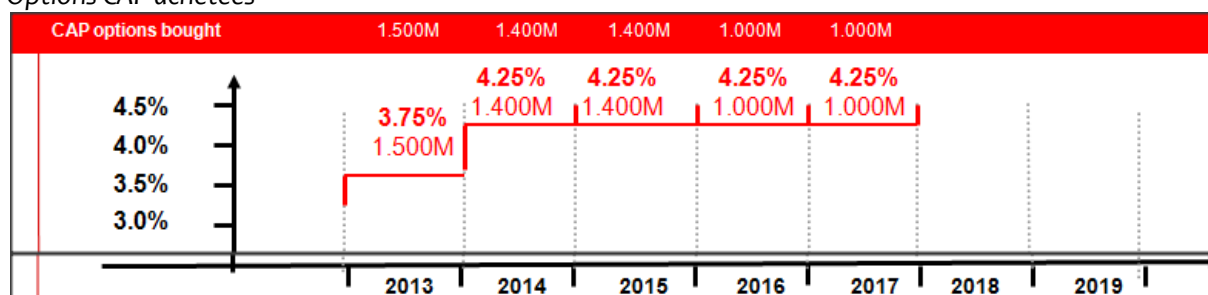 Options CAP achetées
CAP options bought 1.500M 1.400M 1.400M 1.000M 1.000M
4.25% 4.25% 4.25% 4.25%
4.5% 3.75% 1.400M 1.400M 1.000M 1.000M
4.0% 1.500M
3.5%
3.0%
2013 2014 2015 2016 2017 2018 2019